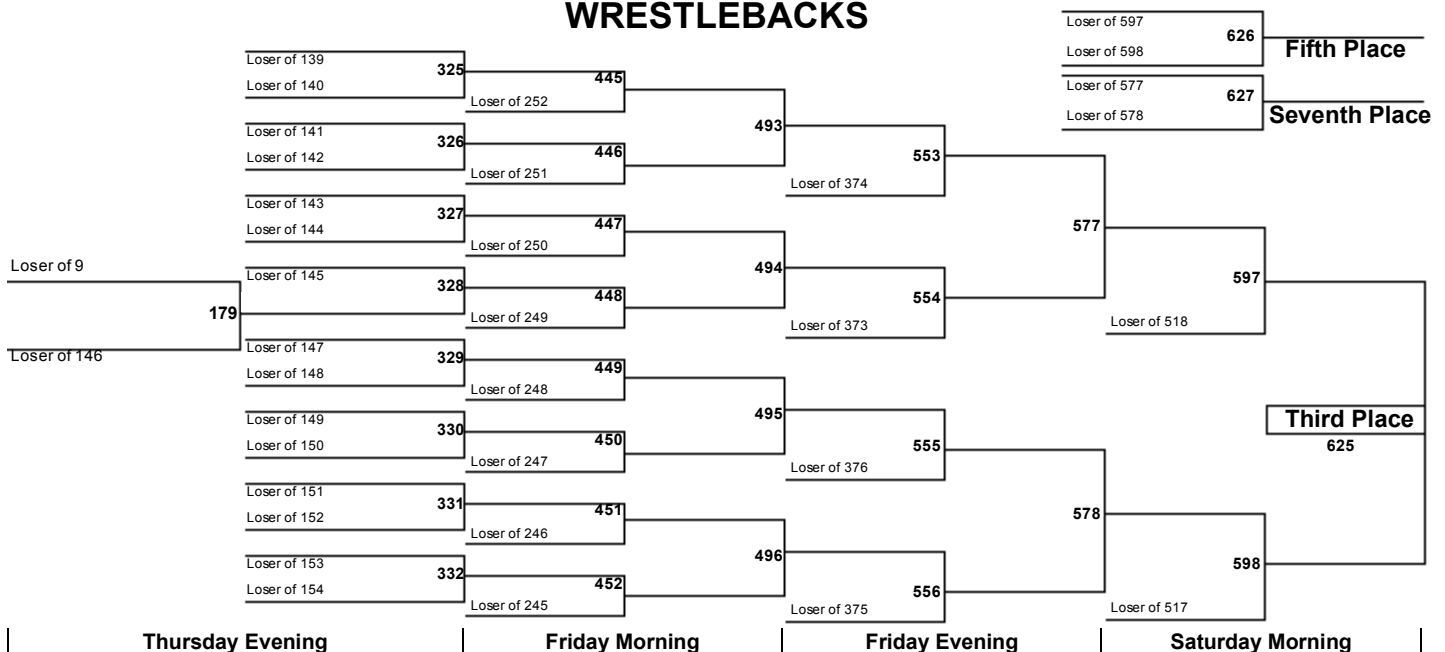 WRESTLEBACKS
Loser of 597
626
Loser of 598
Fifth Place
Loser of 577
627
Loser of 578
Seventh Place
Loser of 9
179
Loser of 146
Loser of 139
325
Loser of 140
Loser of 141
326
Loser of 142
Loser of 143
327
Loser of 144
Loser of 145
328
Loser of 147
329
Loser of 148
Loser of 149
330
Loser of 150
Loser of 151
331
Loser of 152
Loser of 153
332
Loser of 154
445
Loser of 252
446
Loser of 251
447
Loser of 250
448
Loser of 249
449
Loser of 248
450
Loser of 247
451
Loser of 246
452
Loser of 245
493
494
495
496
553
Loser of 374
554
Loser of 373
555
Loser of 376
556
Loser of 375
577
578
597
Loser of 518
598
Loser of 517
Third Place
625
Thursday Evening
Friday Morning
Friday Evening
Saturday Morning